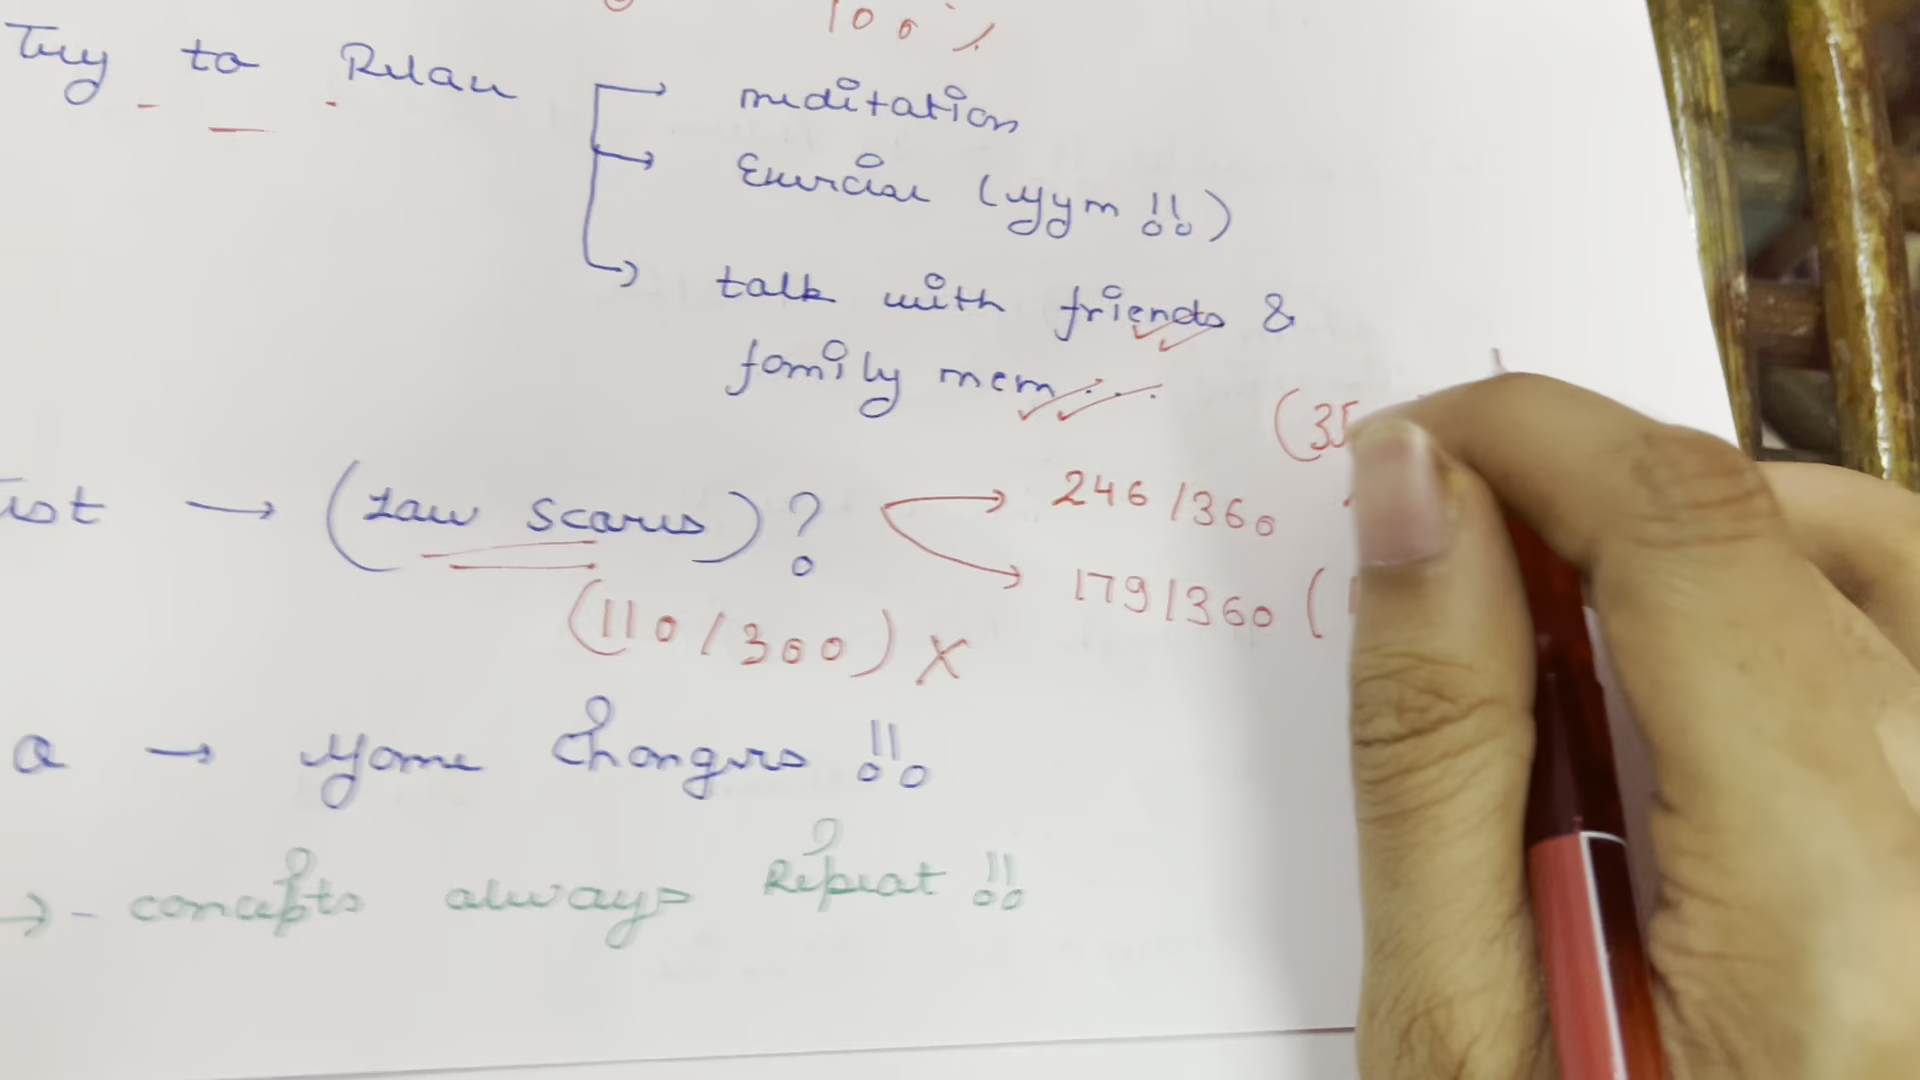 100 %
Try to Relax → meditation
→ Exercise (gym !!)
→ talk with friends &
family mem...
(35
→ (Low scores)? → 246/360
→ 179/360 (
(110/300) X
→ Game changers !!
→ - concepts always Repeat !!